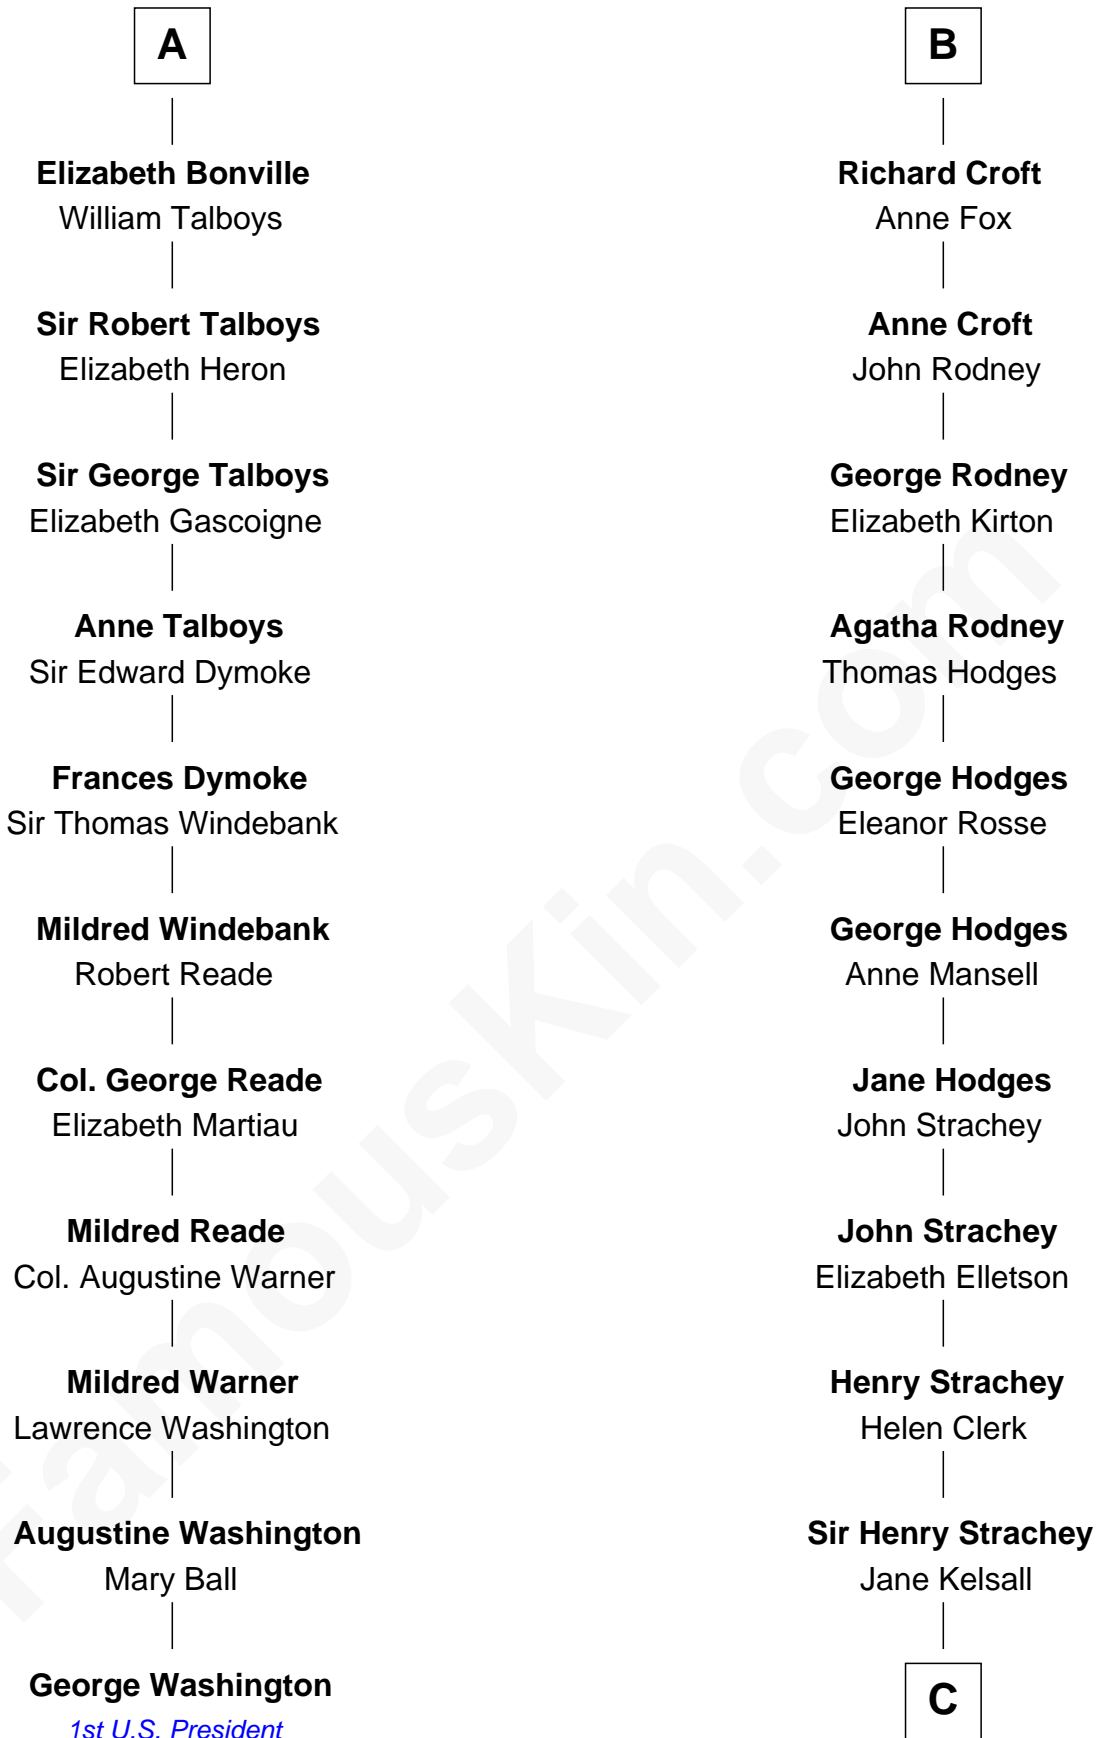 A
Elizabeth Bonville
William Talboys
Sir Robert Talboys
Elizabeth Heron
Sir George Talboys
Elizabeth Gascoigne
Anne Talboys
Sir Edward Dymoke
Frances Dymoke
Sir Thomas Windebank
Mildred Windebank
Robert Reade
Col. George Reade
Elizabeth Martiau
Mildred Reade
Col. Augustine Warner
Mildred Warner
Lawrence Washington
Augustine Washington
Mary Ball
George Washington
1st U.S. President
B
Richard Croft
Anne Fox
Anne Croft
John Rodney
George Rodney
Elizabeth Kirton
Agatha Rodney
Thomas Hodges
George Hodges
Eleanor Rosse
George Hodges
Anne Mansell
Jane Hodges
John Strachey
John Strachey
Elizabeth Elletson
Henry Strachey
Helen Clerk
Sir Henry Strachey
Jane Kelsall
C
FamousKin.com